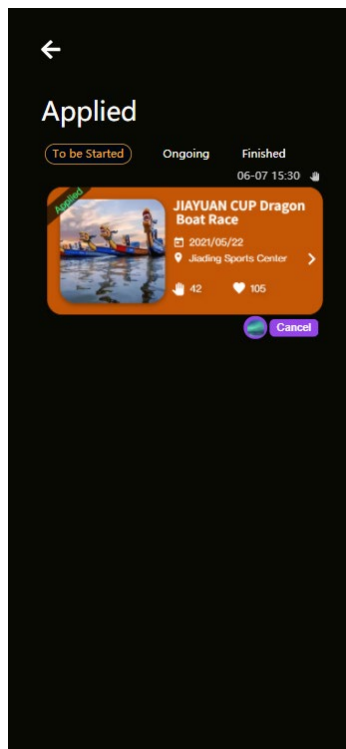 Applied
To be Started Ongoing Finished
06-07 15:30
Applied
JIAYUAN CUP Dragon
Boat Race
2021/05/22
Jiading Sports Center
42 105
Cancel